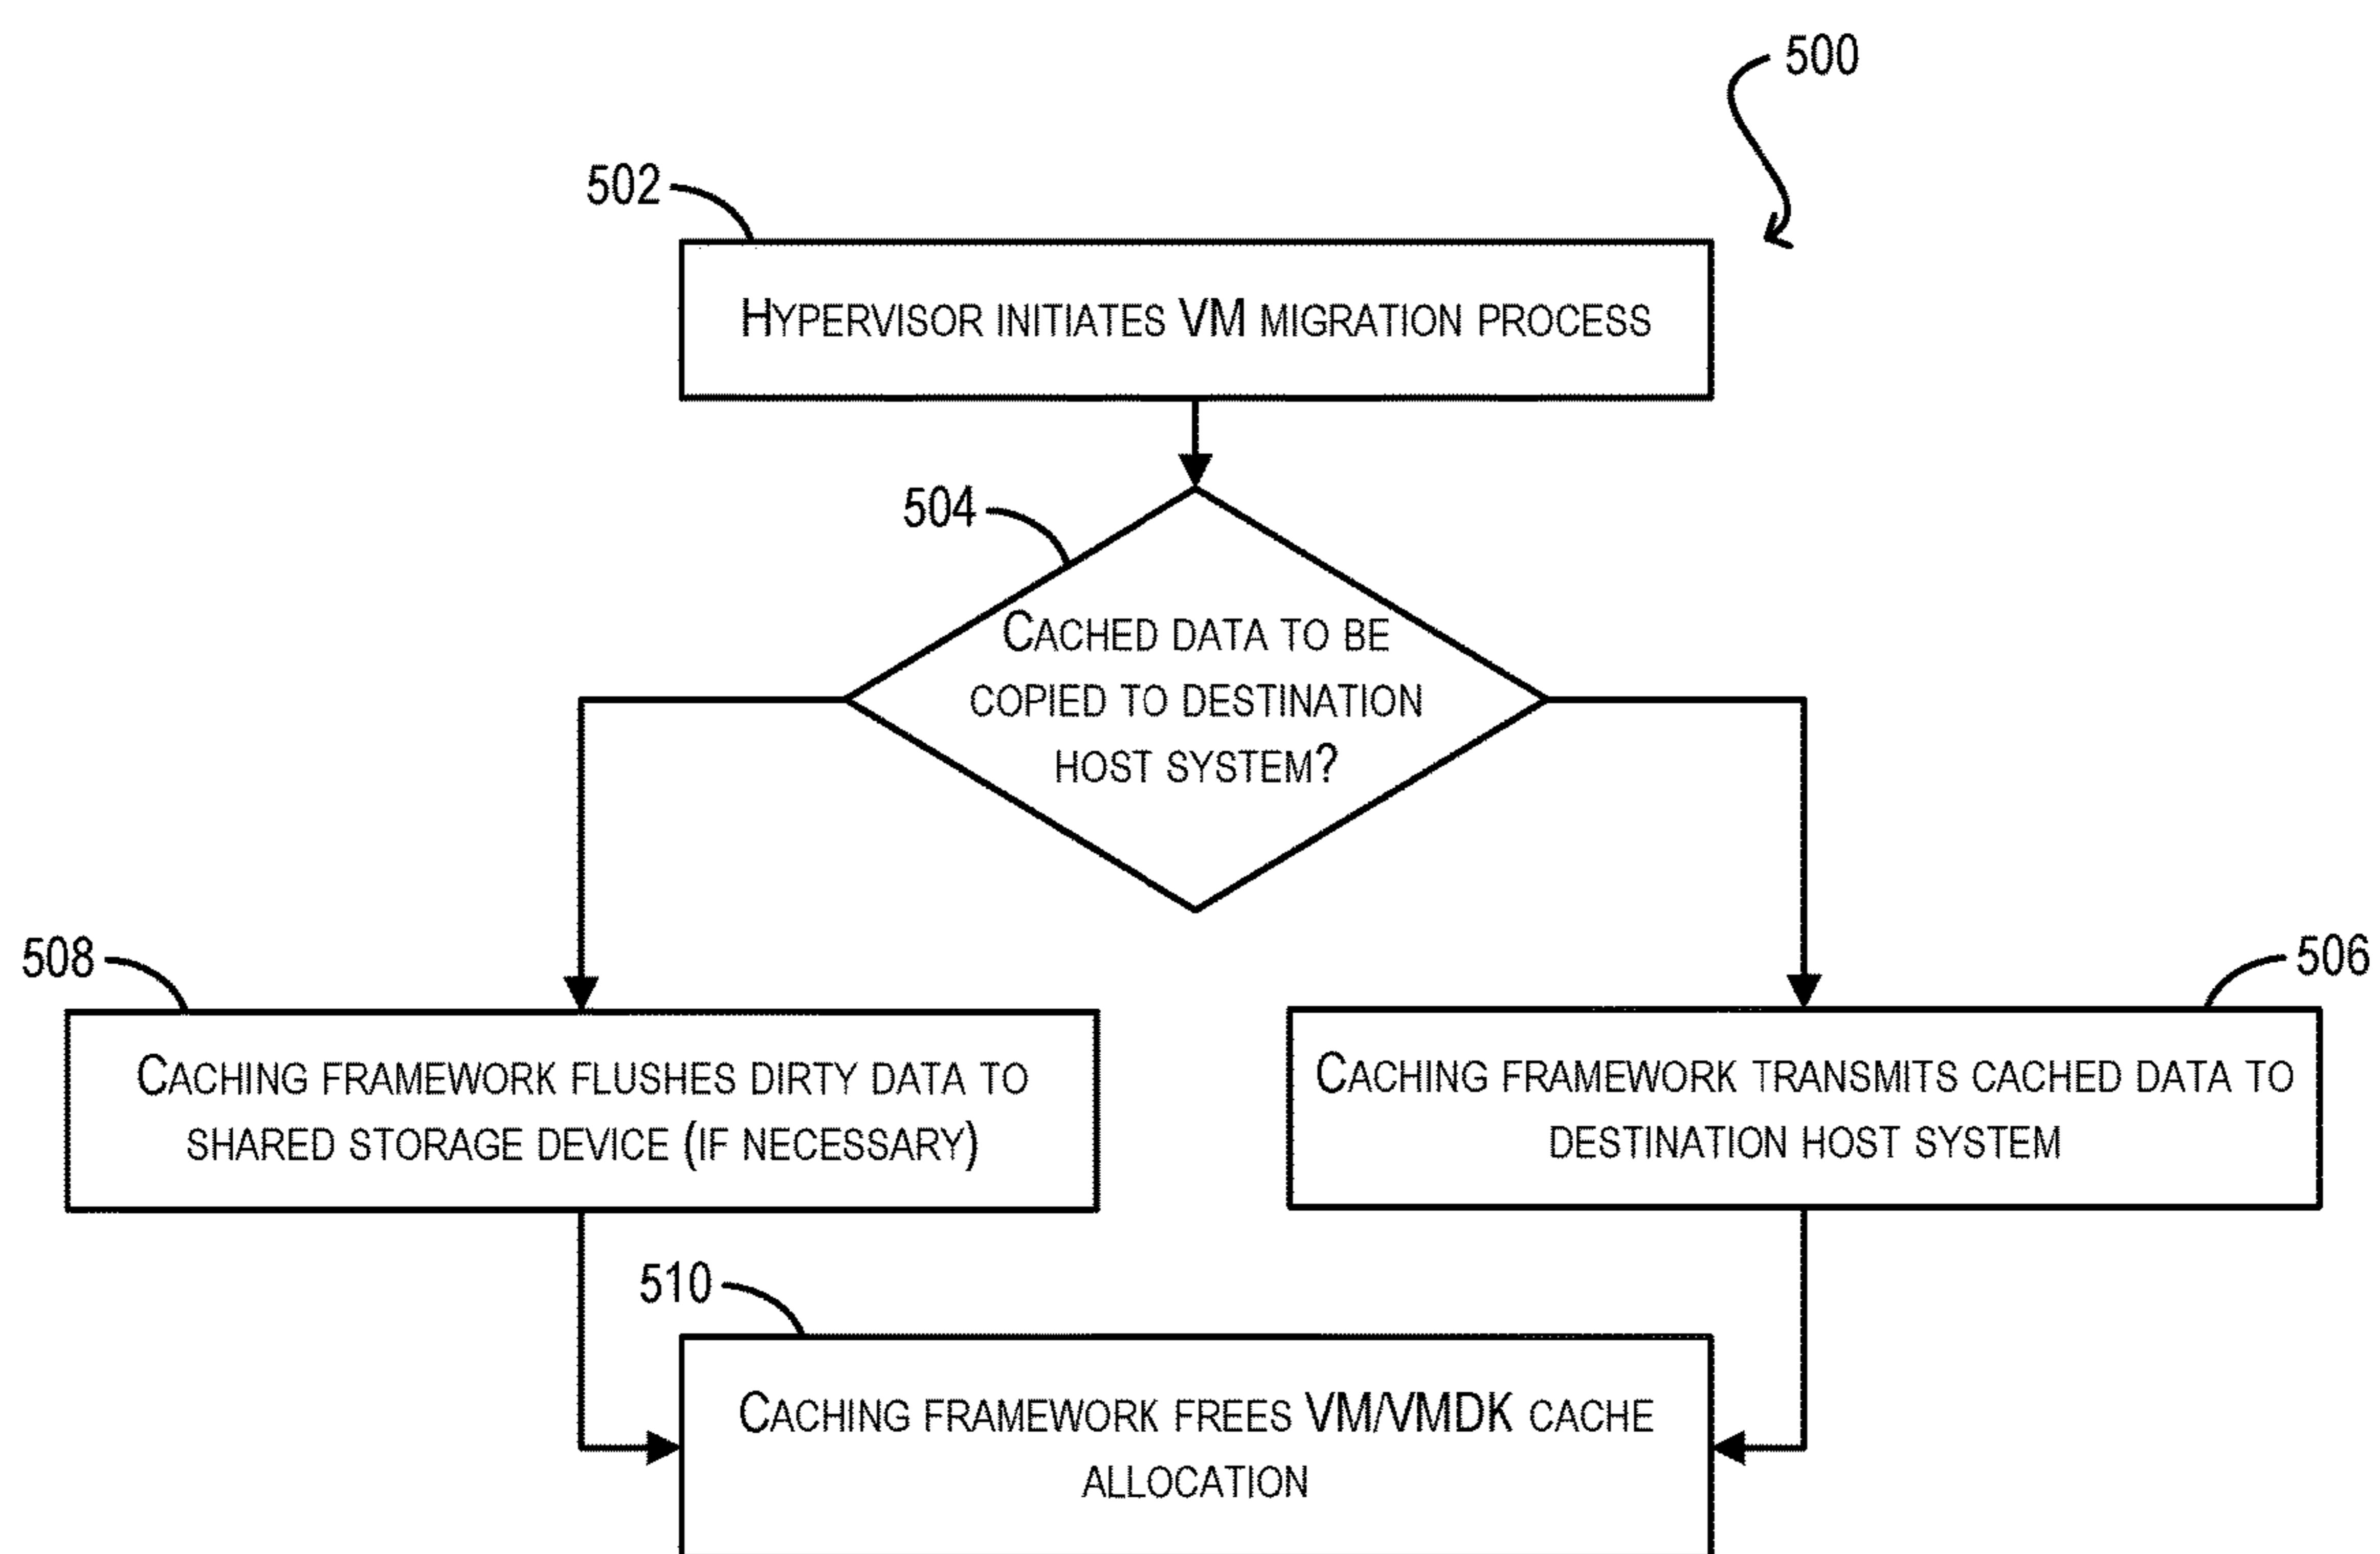 500
502
HYPERVISOR INITIATES VM MIGRATION PROCESS
504
CACHED DATA TO BE
COPIED TO DESTINATION
HOST SYSTEM?
508
506
CACHING FRAMEWORK FLUSHES DIRTY DATA TO
SHARED STORAGE DEVICE (IF NECESSARY)
CACHING FRAMEWORK TRANSMITS CACHED DATA TO
DESTINATION HOST SYSTEM
510
CACHING FRAMEWORK FREES VM/VMDK CACHE
ALLOCATION